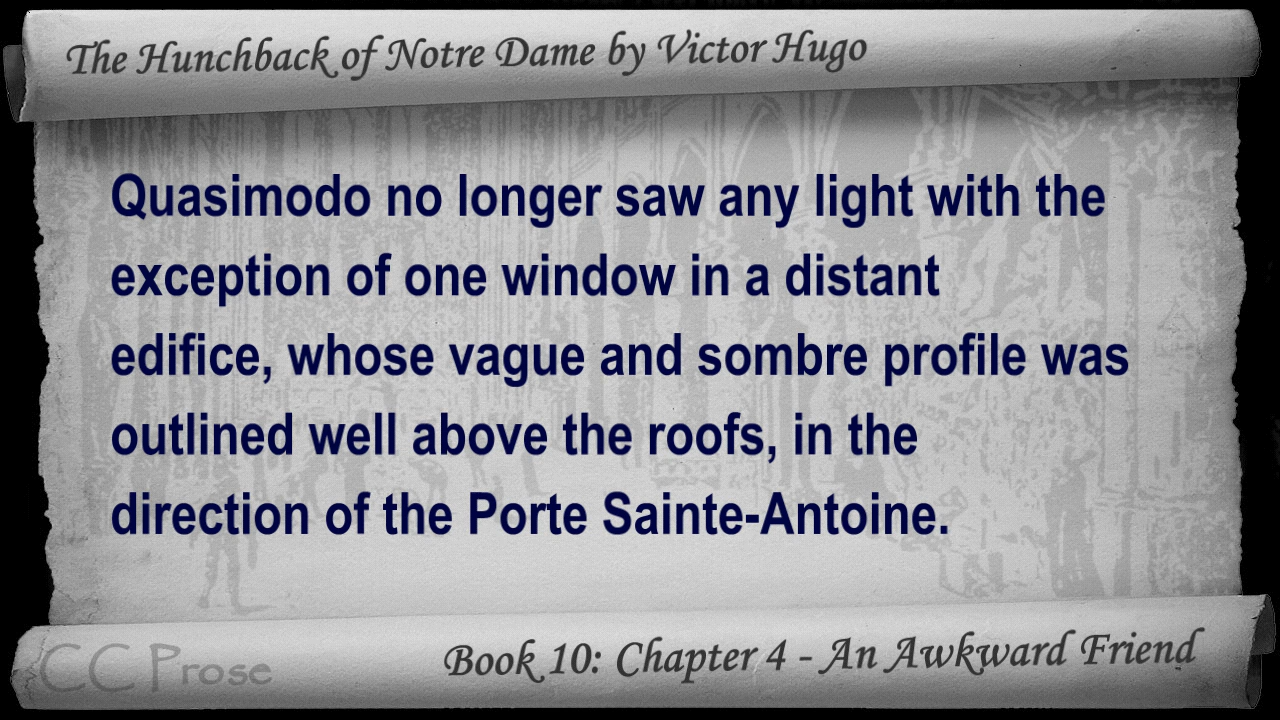 The Hunchback of Notre Dame by Victor Hugo
Quasimodo no longer saw any light with the
exception of one window in a distant
edifice, whose vague and sombre profile was
outlined well above the roofs, in the
direction of the Porte Sainte-Antoine.
CC Prose
Book 10: Chapter 4 - An Awkward Friend